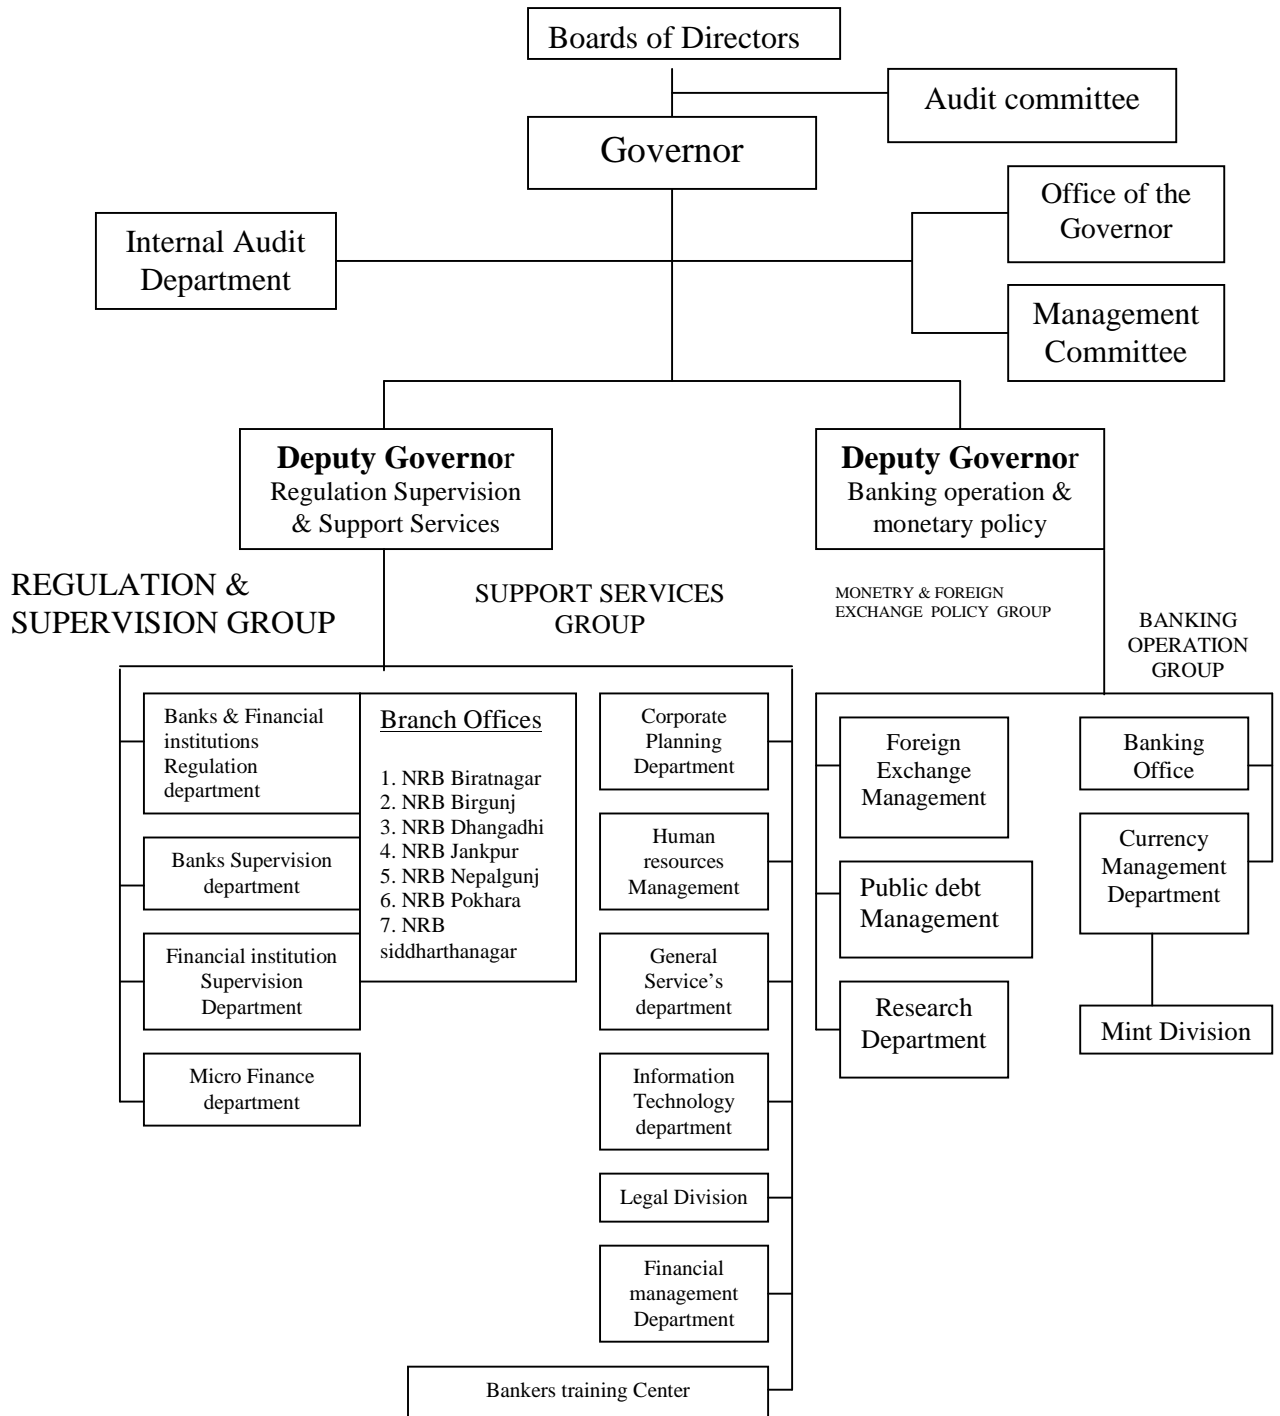 Boards of Directors
Audit committee
Governor
Office of the
Governor
Internal Audit
Department
Management
Committee
Deputy Governor
Regulation Supervision
& Support Services
Deputy Governor
Banking operation &
monetary policy
REGULATION &
SUPERVISION GROUP
SUPPORT SERVICES
GROUP
MONETRY & FOREIGN
EXCHANGE POLICY GROUP
BANKING
OPERATION
GROUP
Banks & Financial
institutions
Regulation
department
Banks Supervision
department
Financial institution
Supervision
Department
Micro Finance
department
Branch Offices
1. NRB Biratnagar
2. NRB Birgunj
3. NRB Dhangadhi
4. NRB Jankpur
5. NRB Nepalgunj
6. NRB Pokhara
7. NRB
siddharthanagar
Corporate
Planning
Department
Human
resources
Management
General
Service’s
department
Information
Technology
department
Legal Division
Financial
management
Department
Bankers training Center
Foreign
Exchange
Management
Public debt
Management
Research
Department
Banking
Office
Currency
Management
Department
Mint Division